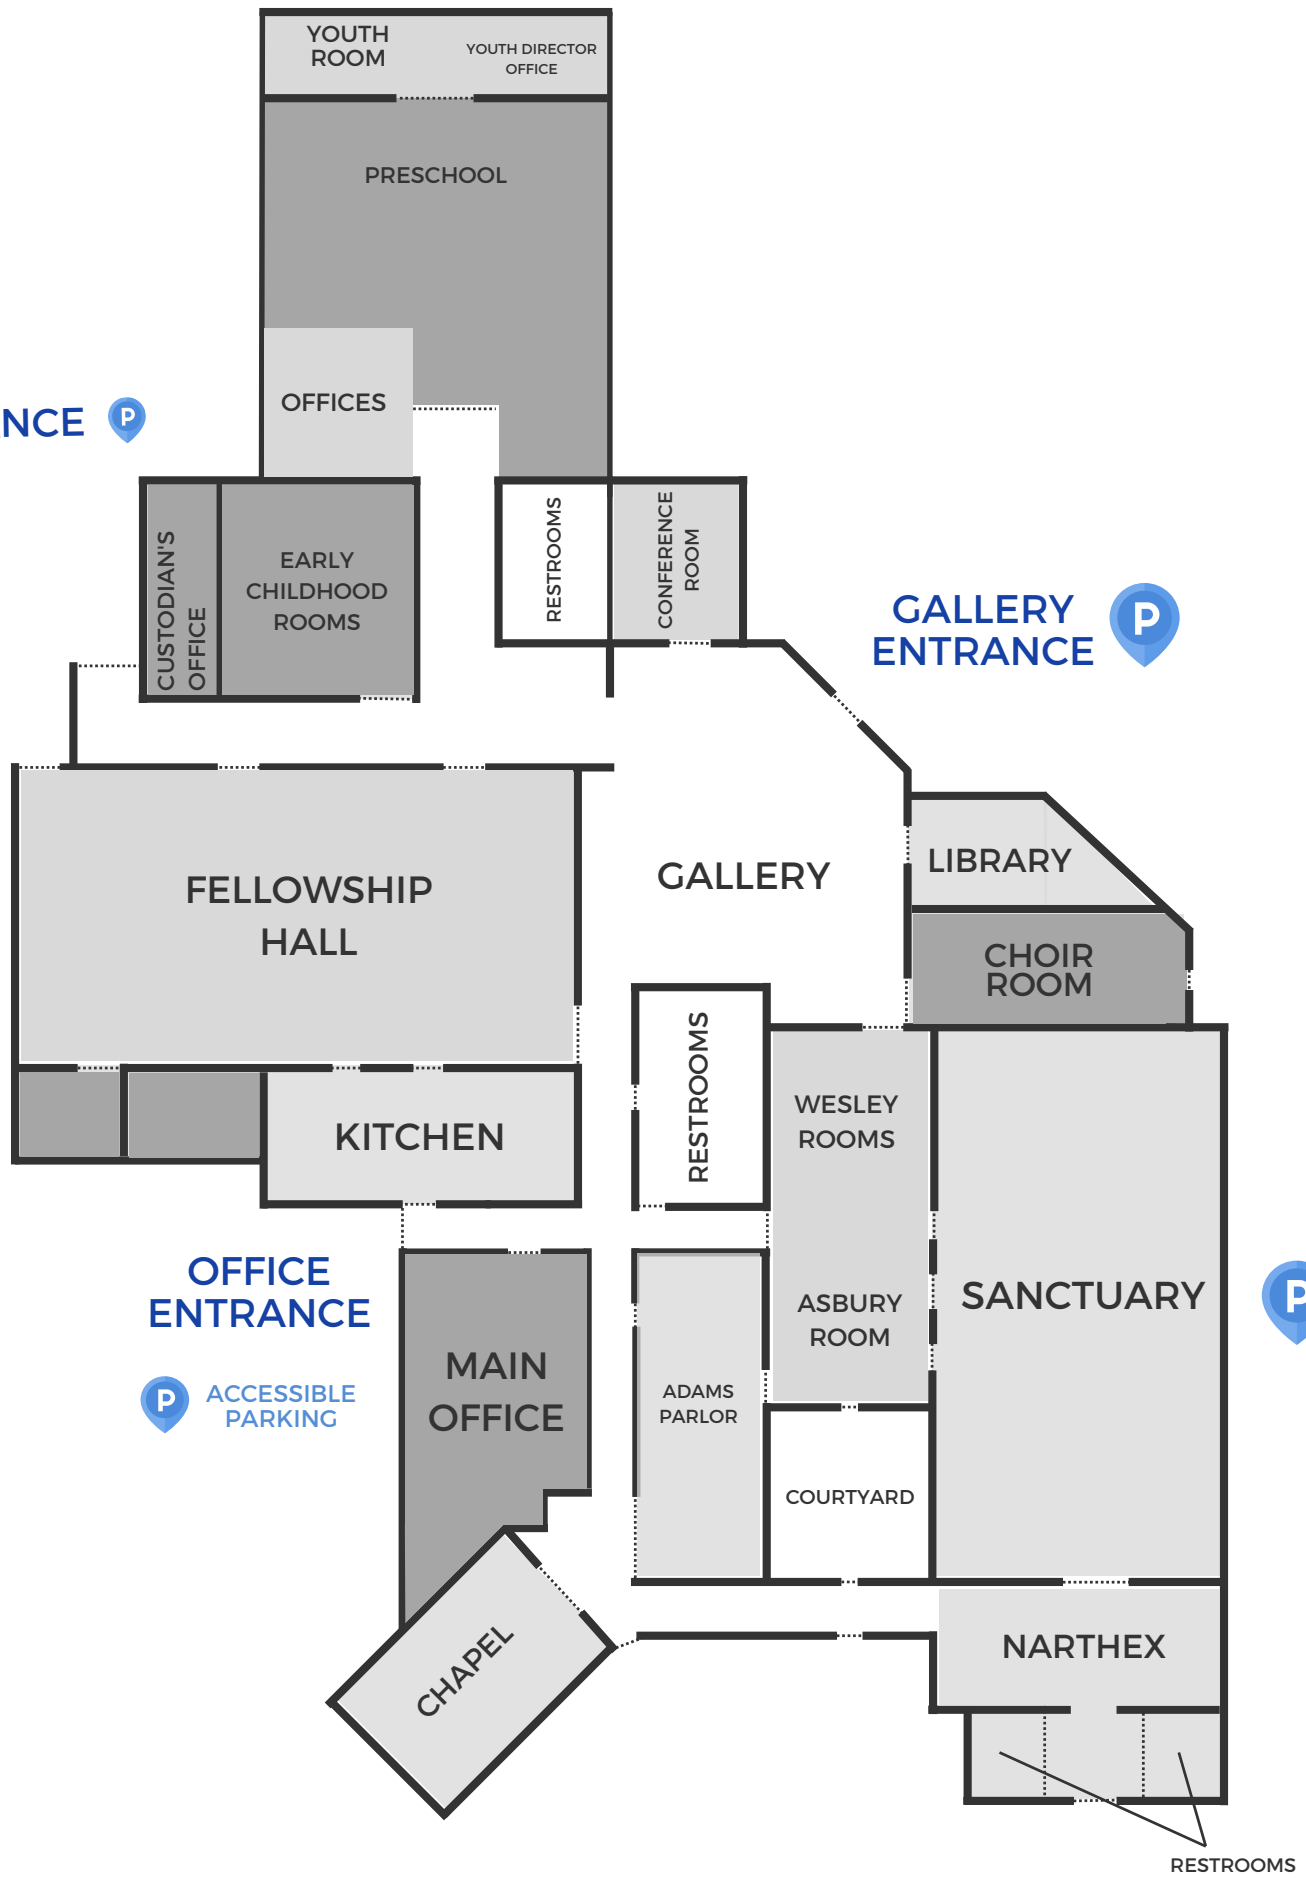 YOUTH
ROOM
YOUTH DIRECTOR
OFFICE
PRESCHOOL
OFFICES
NCE
P
CUSTODIAN'S
OFFICE
EARLY
CHILDHOOD
ROOMS
RESTROOMS
CONFERENCE
ROOM
GALLERY
ENTRANCE
P
FELLOWSHIP
HALL
GALLERY
LIBRARY
CHOIR
ROOM
KITCHEN
RESTROOMS
WESLEY
ROOMS
OFFICE
ENTRANCE
P
ACCESSIBLE
PARKING
MAIN
OFFICE
ADAMS
PARLOR
ASBURY
ROOM
SANCTUARY
P
COURTYARD
CHAPEL
NARTHEX
RESTROOMS